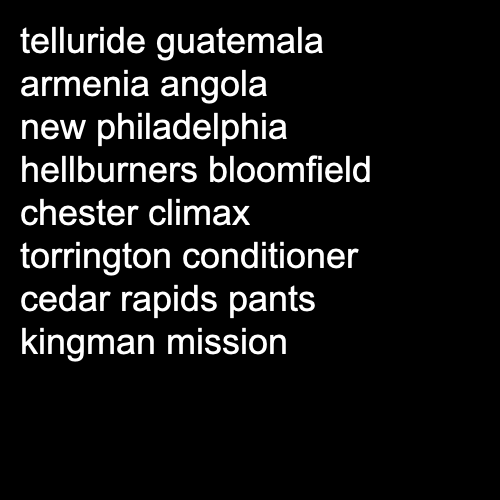 telluride guatemala
armenia angola
new philadelphia
hellburners bloomfield
chester climax
torrington conditioner
cedar rapids pants
kingman mission